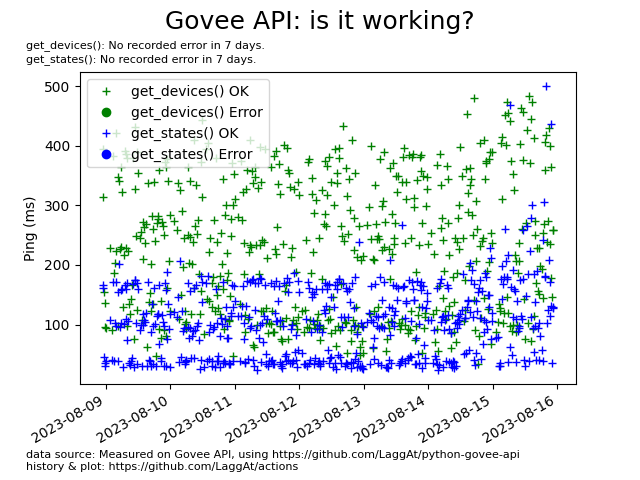 Govee API: is it working?
get_devices(): No recorded error in 7 days.
get_states(): No recorded error in 7 days.
get_devices() OK
get_devices() Error
get_states() OK
get_states() Error
Ping (ms)
500
400
300
200
100
2023-08-09
2023-08-10
2023-08-11
2023-08-12
2023-08-13
2023-08-14
2023-08-15
2023-08-16
data source: Measured on Govee API, using https://github.com/LaggAt/python-govee-api
history & plot: https://github.com/LaggAt/actions